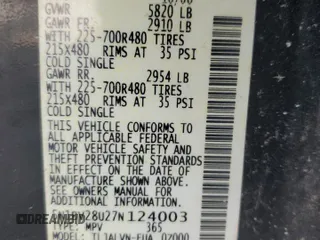 GVWR 5820 LB
GAWR FR 2910 LB
WITH 225-700R480 TIRES
215X480 RIMS AT 35 PSI
COLD SINGLE
GAWR RR 2954 LB
WITH 225-700R480 TIRES
215X480 RIMS AT 35 PSI
COLD SINGLE
THIS VEHICLE CONFORMS TO
ALL APPLICABLE FEDERAL
MOTOR VEHICLE SAFETY AND
THEFT PREVENTION STANDARDS
IN EFFECT ON THE DATE OF
MANUFACTURE SHOWN ABOVE.
SEE OWNERS MANUAL FOR
ADDITIONAL INFORMATION
28U27N124003
TYPE: MPV 365